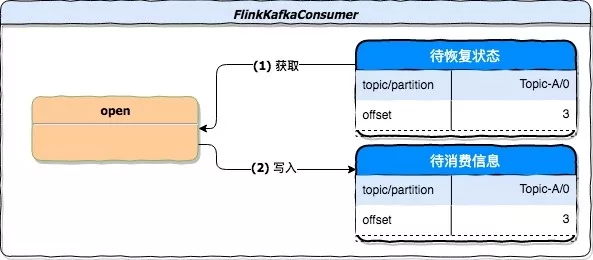 FlinkKafkaConsumer
(1) 获取
待恢复状态
topic/partition Topic-A/0
offset 3
open
(2) 写入
待消费信息
topic/partition Topic-A/0
offset 3